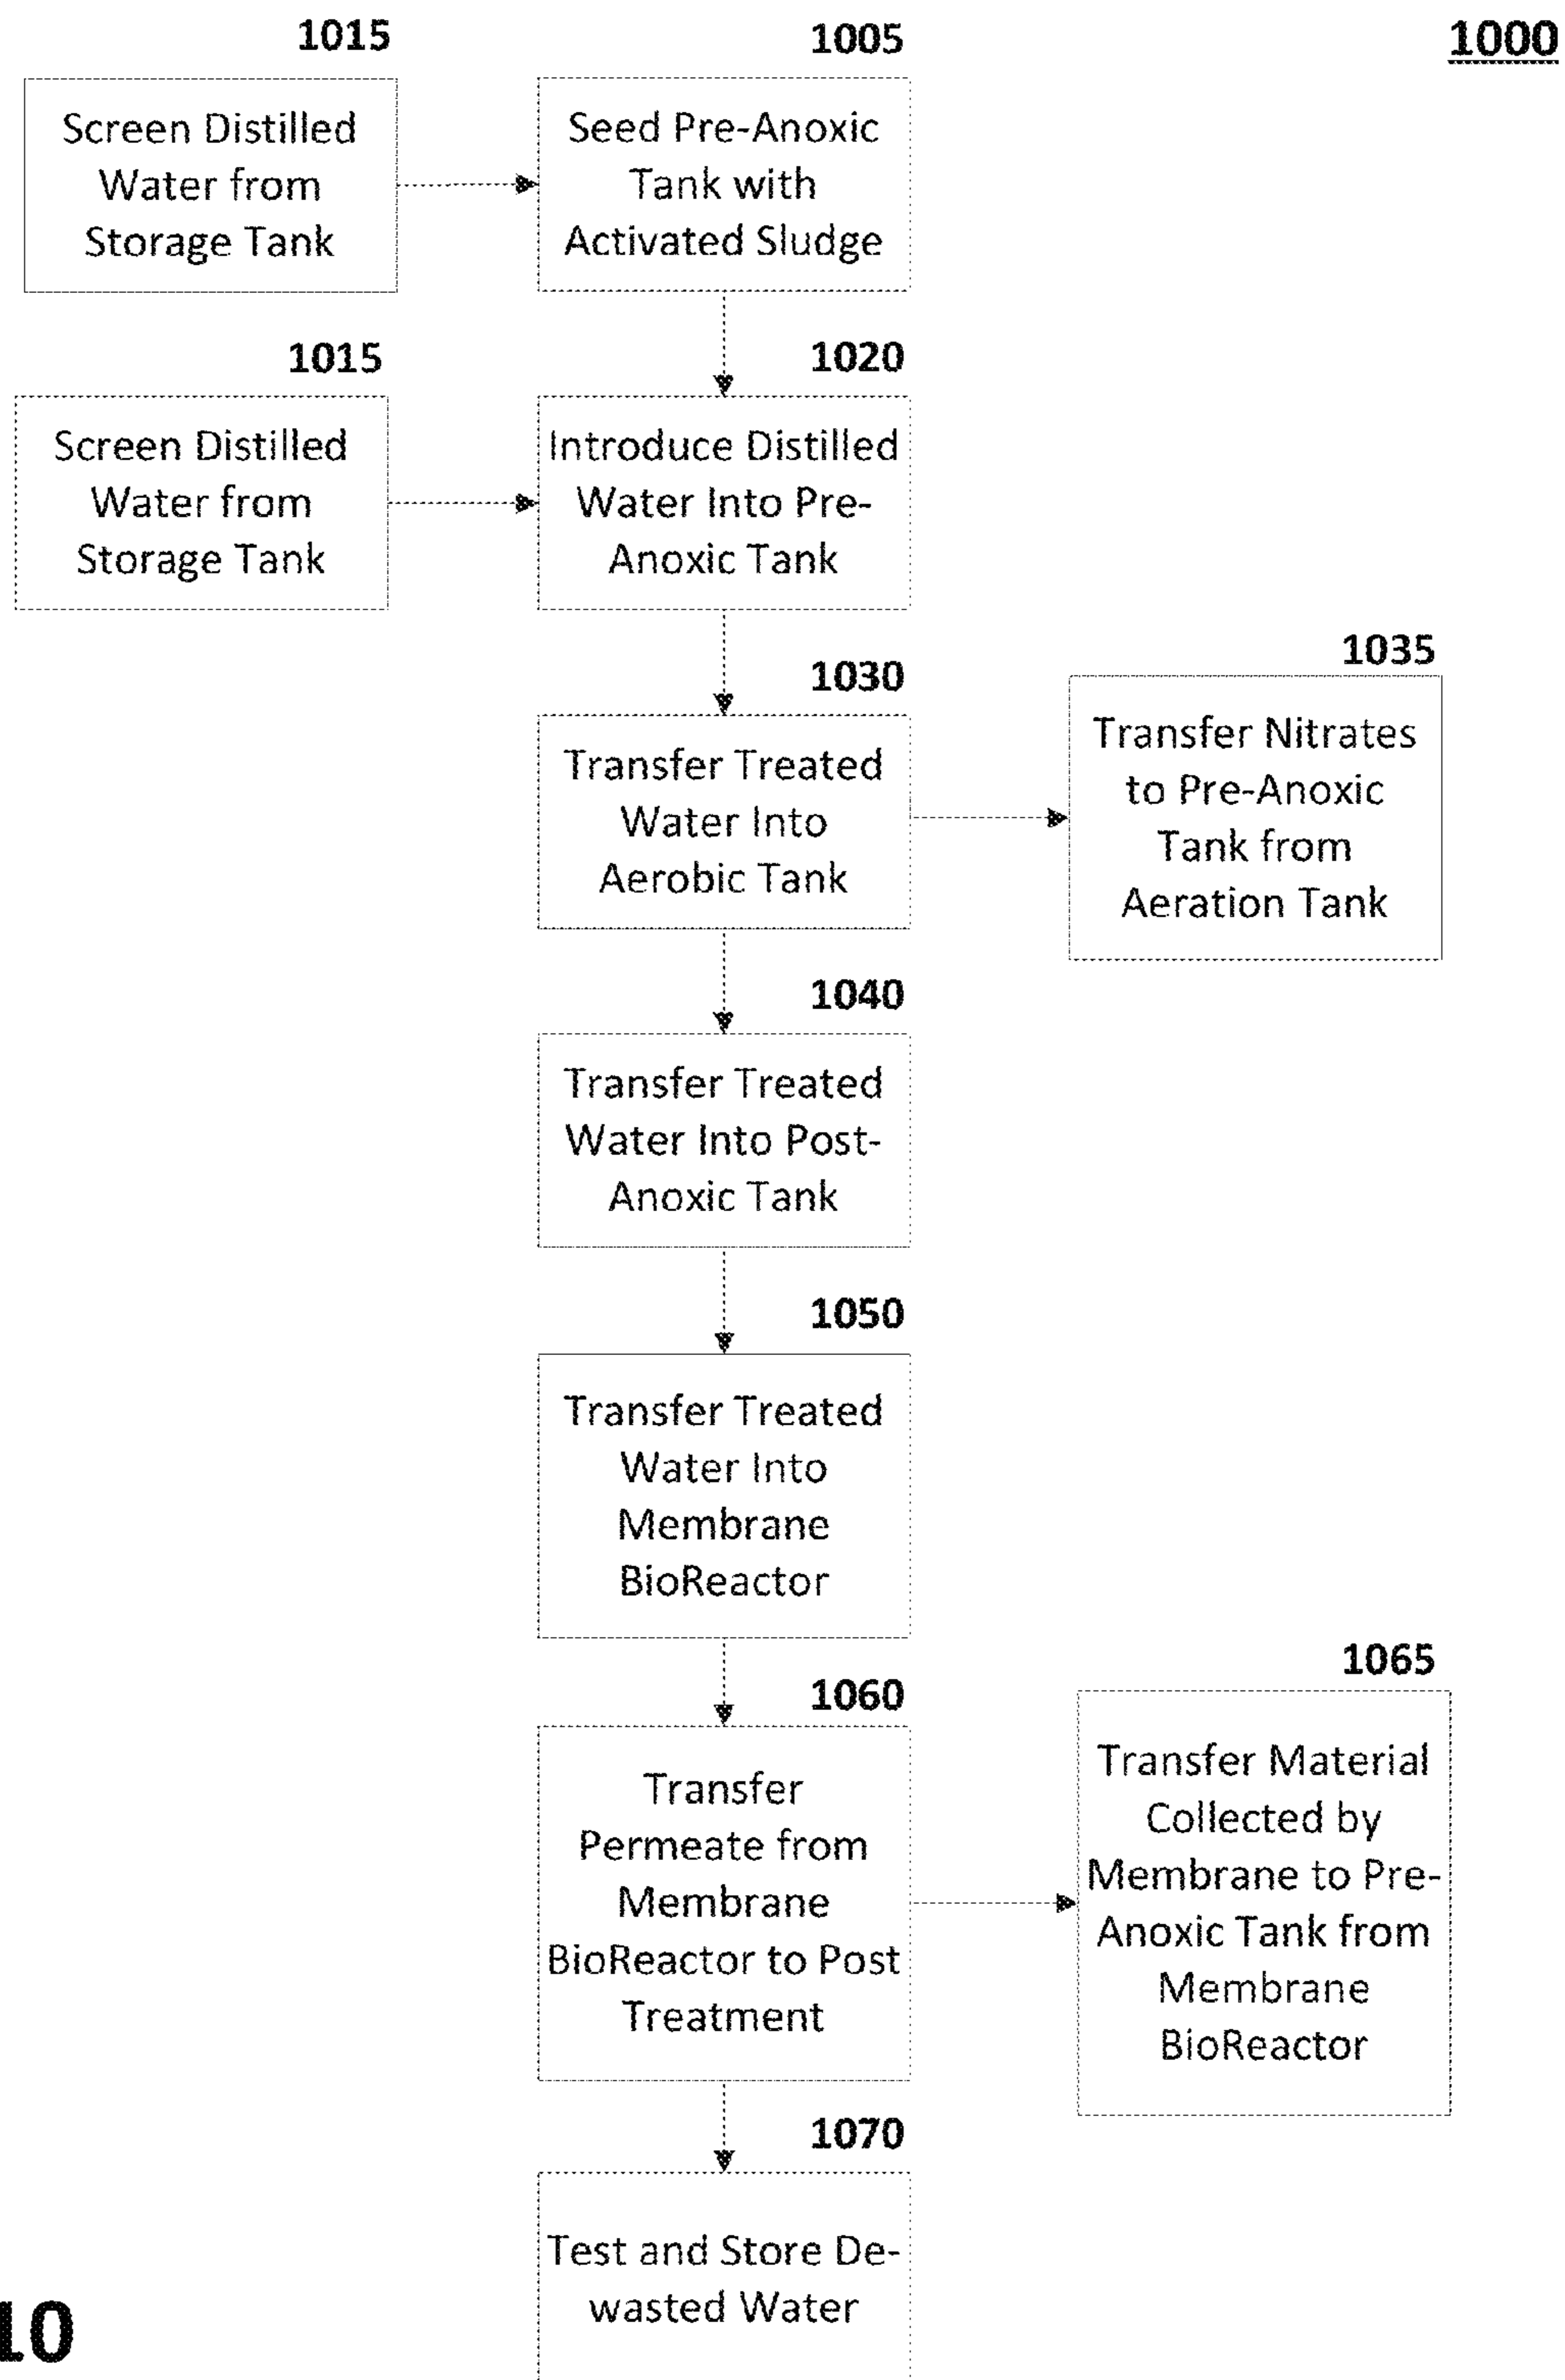 1000
1015
Screen Distilled
Water from
Storage Tank
1005
Seed Pre-Anoxic
Tank with
Activated Sludge
1015
Screen Distilled
Water from
Storage Tank
1020
Introduce Distilled
Water Into Pre-
Anoxic Tank
1030
Transfer Treated
Water Into
Aerobic Tank
1035
Transfer Nitrates
to Pre-Anoxic
Tank from
Aeration Tank
1040
Transfer Treated
Water Into Post-
Anoxic Tank
1050
Transfer Treated
Water Into
Membrane
BioReactor
1060
Transfer
Permeate from
Membrane
BioReactor to Post
Treatment
1065
Transfer Material
Collected by
Membrane to Pre-
Anoxic Tank from
Membrane
BioReactor
1070
Test and Store De-
wasted Water
10